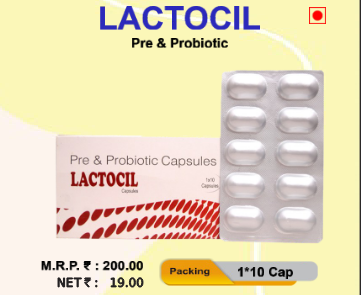 LACTOCIL
Pre & Probiotic
Pre & Probiotic Capsules
LACTOCIL
1x10
Capsules
Capsules
M.R.P. ₹ : 200.00
NET ₹ : 19.00
Packing
1*10 Cap